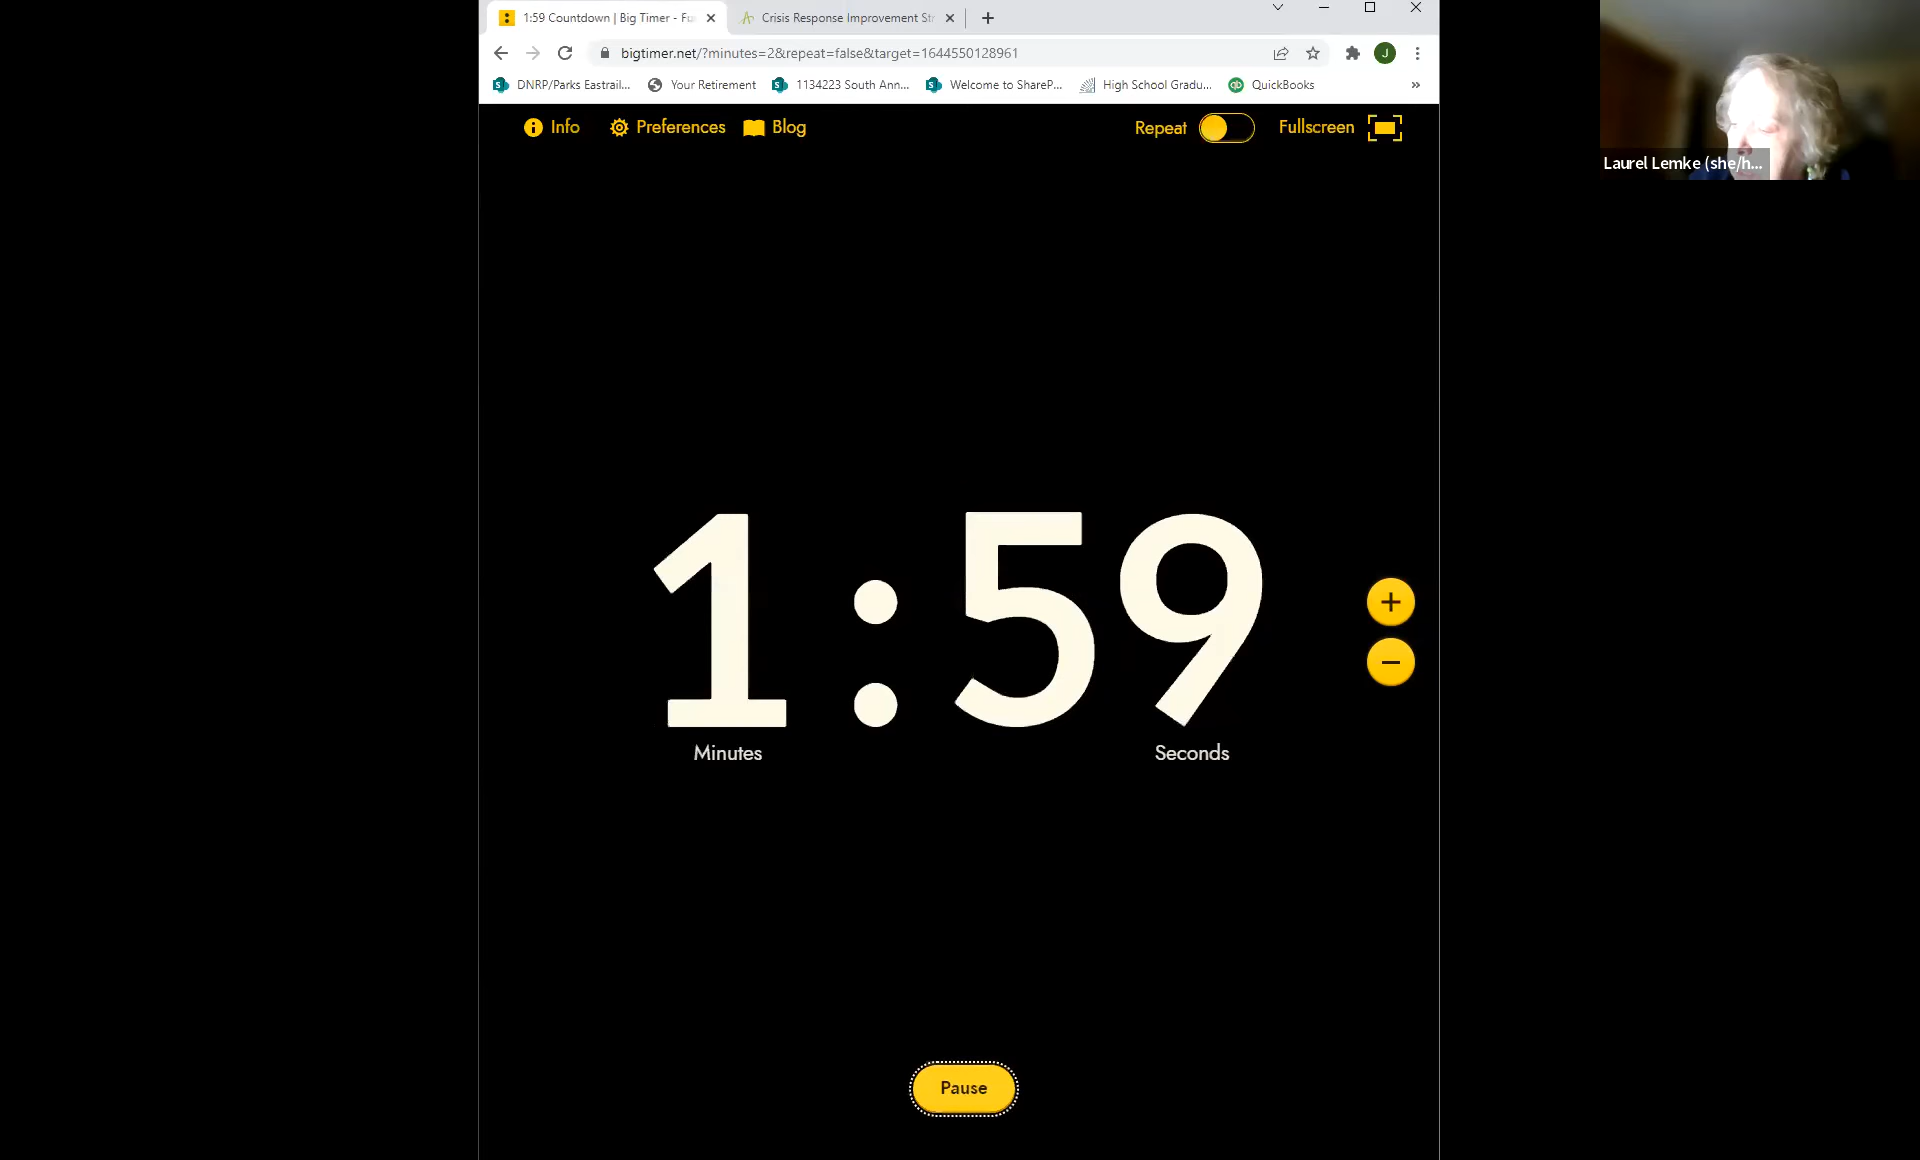 1:59 Countdown | Big Timer - Fu
Crisis Response Improvement Str
bigtimer.net/?minutes=2&repeat=false&target=1644550128961
J
DNRP/Parks Eastrail...
Your Retirement
1134223 South Ann...
Welcome to ShareP...
High School Gradu...
QuickBooks
»
Info
Preferences
Blog
Repeat
Fullscreen
Laurel Lemke (she/h...
1:59
Minutes
Seconds
+
−
Pause